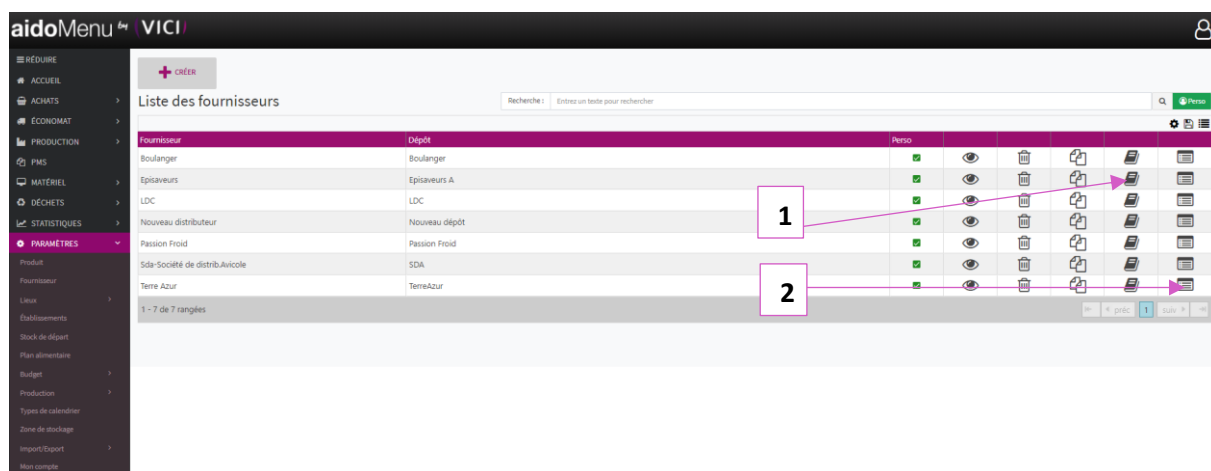 aidoMenu by (VICI)
RÉDUIRE
ACCUEIL
ACHATS
ÉCONOMAT
PRODUCTION
PMS
MATÉRIEL
DÉCHETS
STATISTIQUES
PARAMÈTRES
Produit
Fournisseur
Lieux
Établissements
Stock de départ
Plan alimentaire
Budget
Production
Types de calendrier
Zone de stockage
Import/Export
Mon compte
CRÉER
Liste des fournisseurs
Recherche : Entrez un texte pour rechercher
Perso
Fournisseur Dépôt Perso
Boulanger Boulanger
Episaveurs Episaveurs A
LDC LDC
Nouveau distributeur Nouveau dépôt
Passion Froid Passion Froid
Sda-Société de distrib.Avicole SDA
Terre Azur TerreAzur
1 - 7 de 7 rangées
préc 1 suiv
1
2